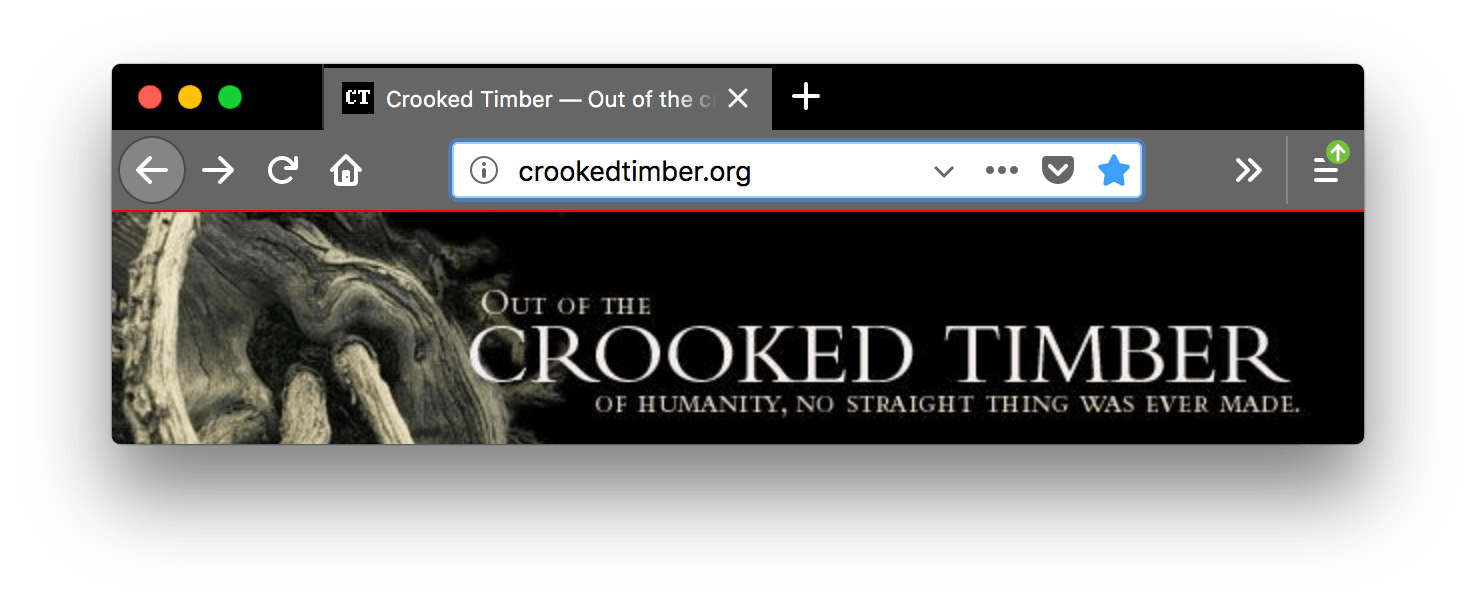 CT Crooked Timber — Out of the c
crookedtimber.org
OUT OF THE
CROOKED TIMBER
OF HUMANITY, NO STRAIGHT THING WAS EVER MADE.